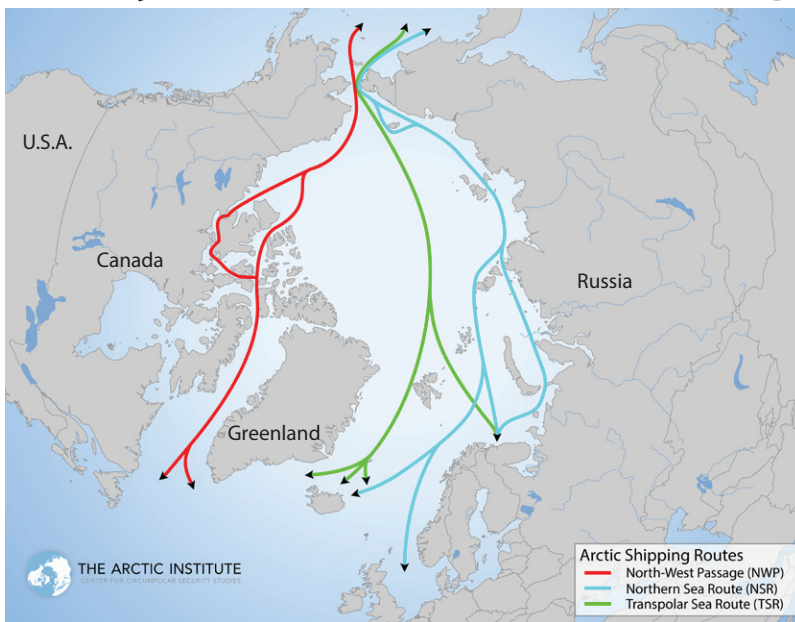 U.S.A.
Canada
Russia
Greenland
THE ARCTIC INSTITUTE
CENTER FOR CIRCUMPOLAR SECURITY STUDIES
Arctic Shipping Routes
North-West Passage (NWP)
Northern Sea Route (NSR)
Transpolar Sea Route (TSR)